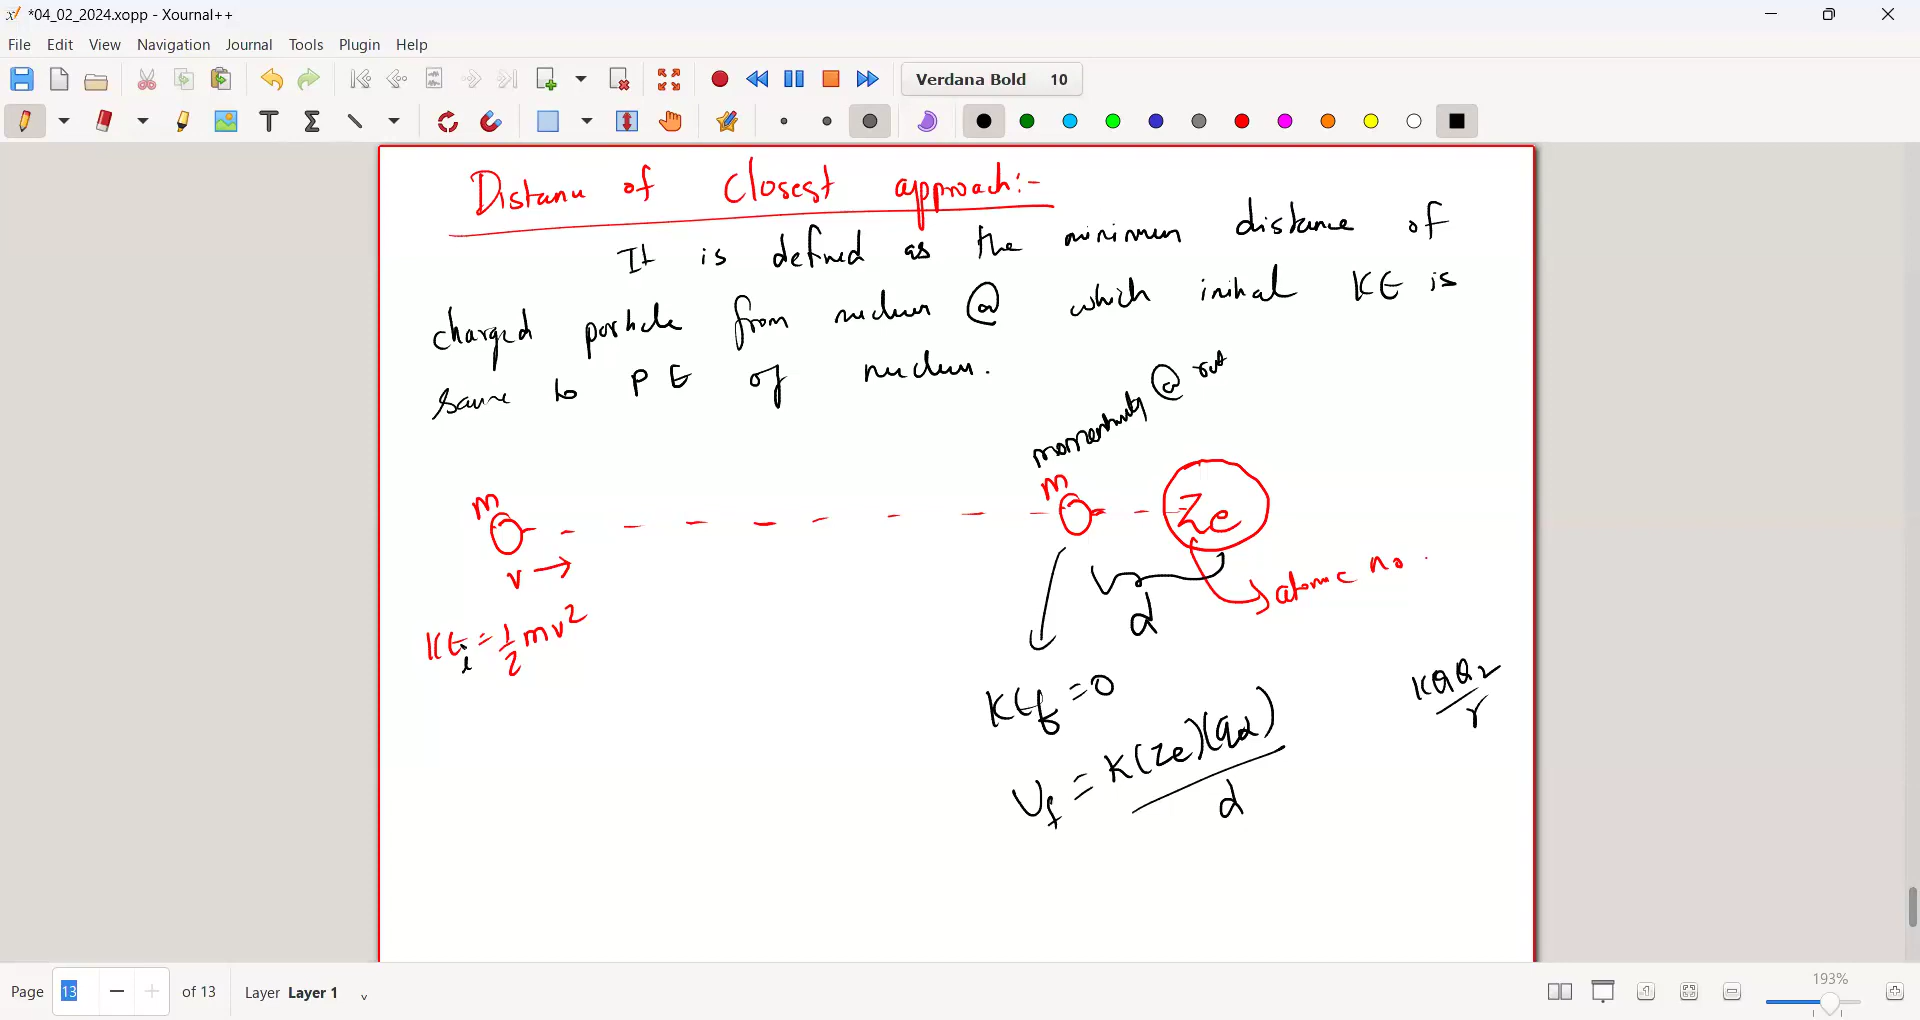 *04_02_2024.xopp - Xournal++
File Edit View Navigation Journal Tools Plugin Help
Verdana Bold 10
Distance of closest approach:-
It is defined as the minimum distance of
charged particle from nucleus @ which initial KE is
same to PE of nucleus.
momentarily @ rest
m
m
Ze
v →
d
atomic no.
KEi = 1/2 mv²
KEf = 0
KQQ2/r
Uf = K(Ze)(qα)/d
Page 13 of 13 Layer Layer 1
193%